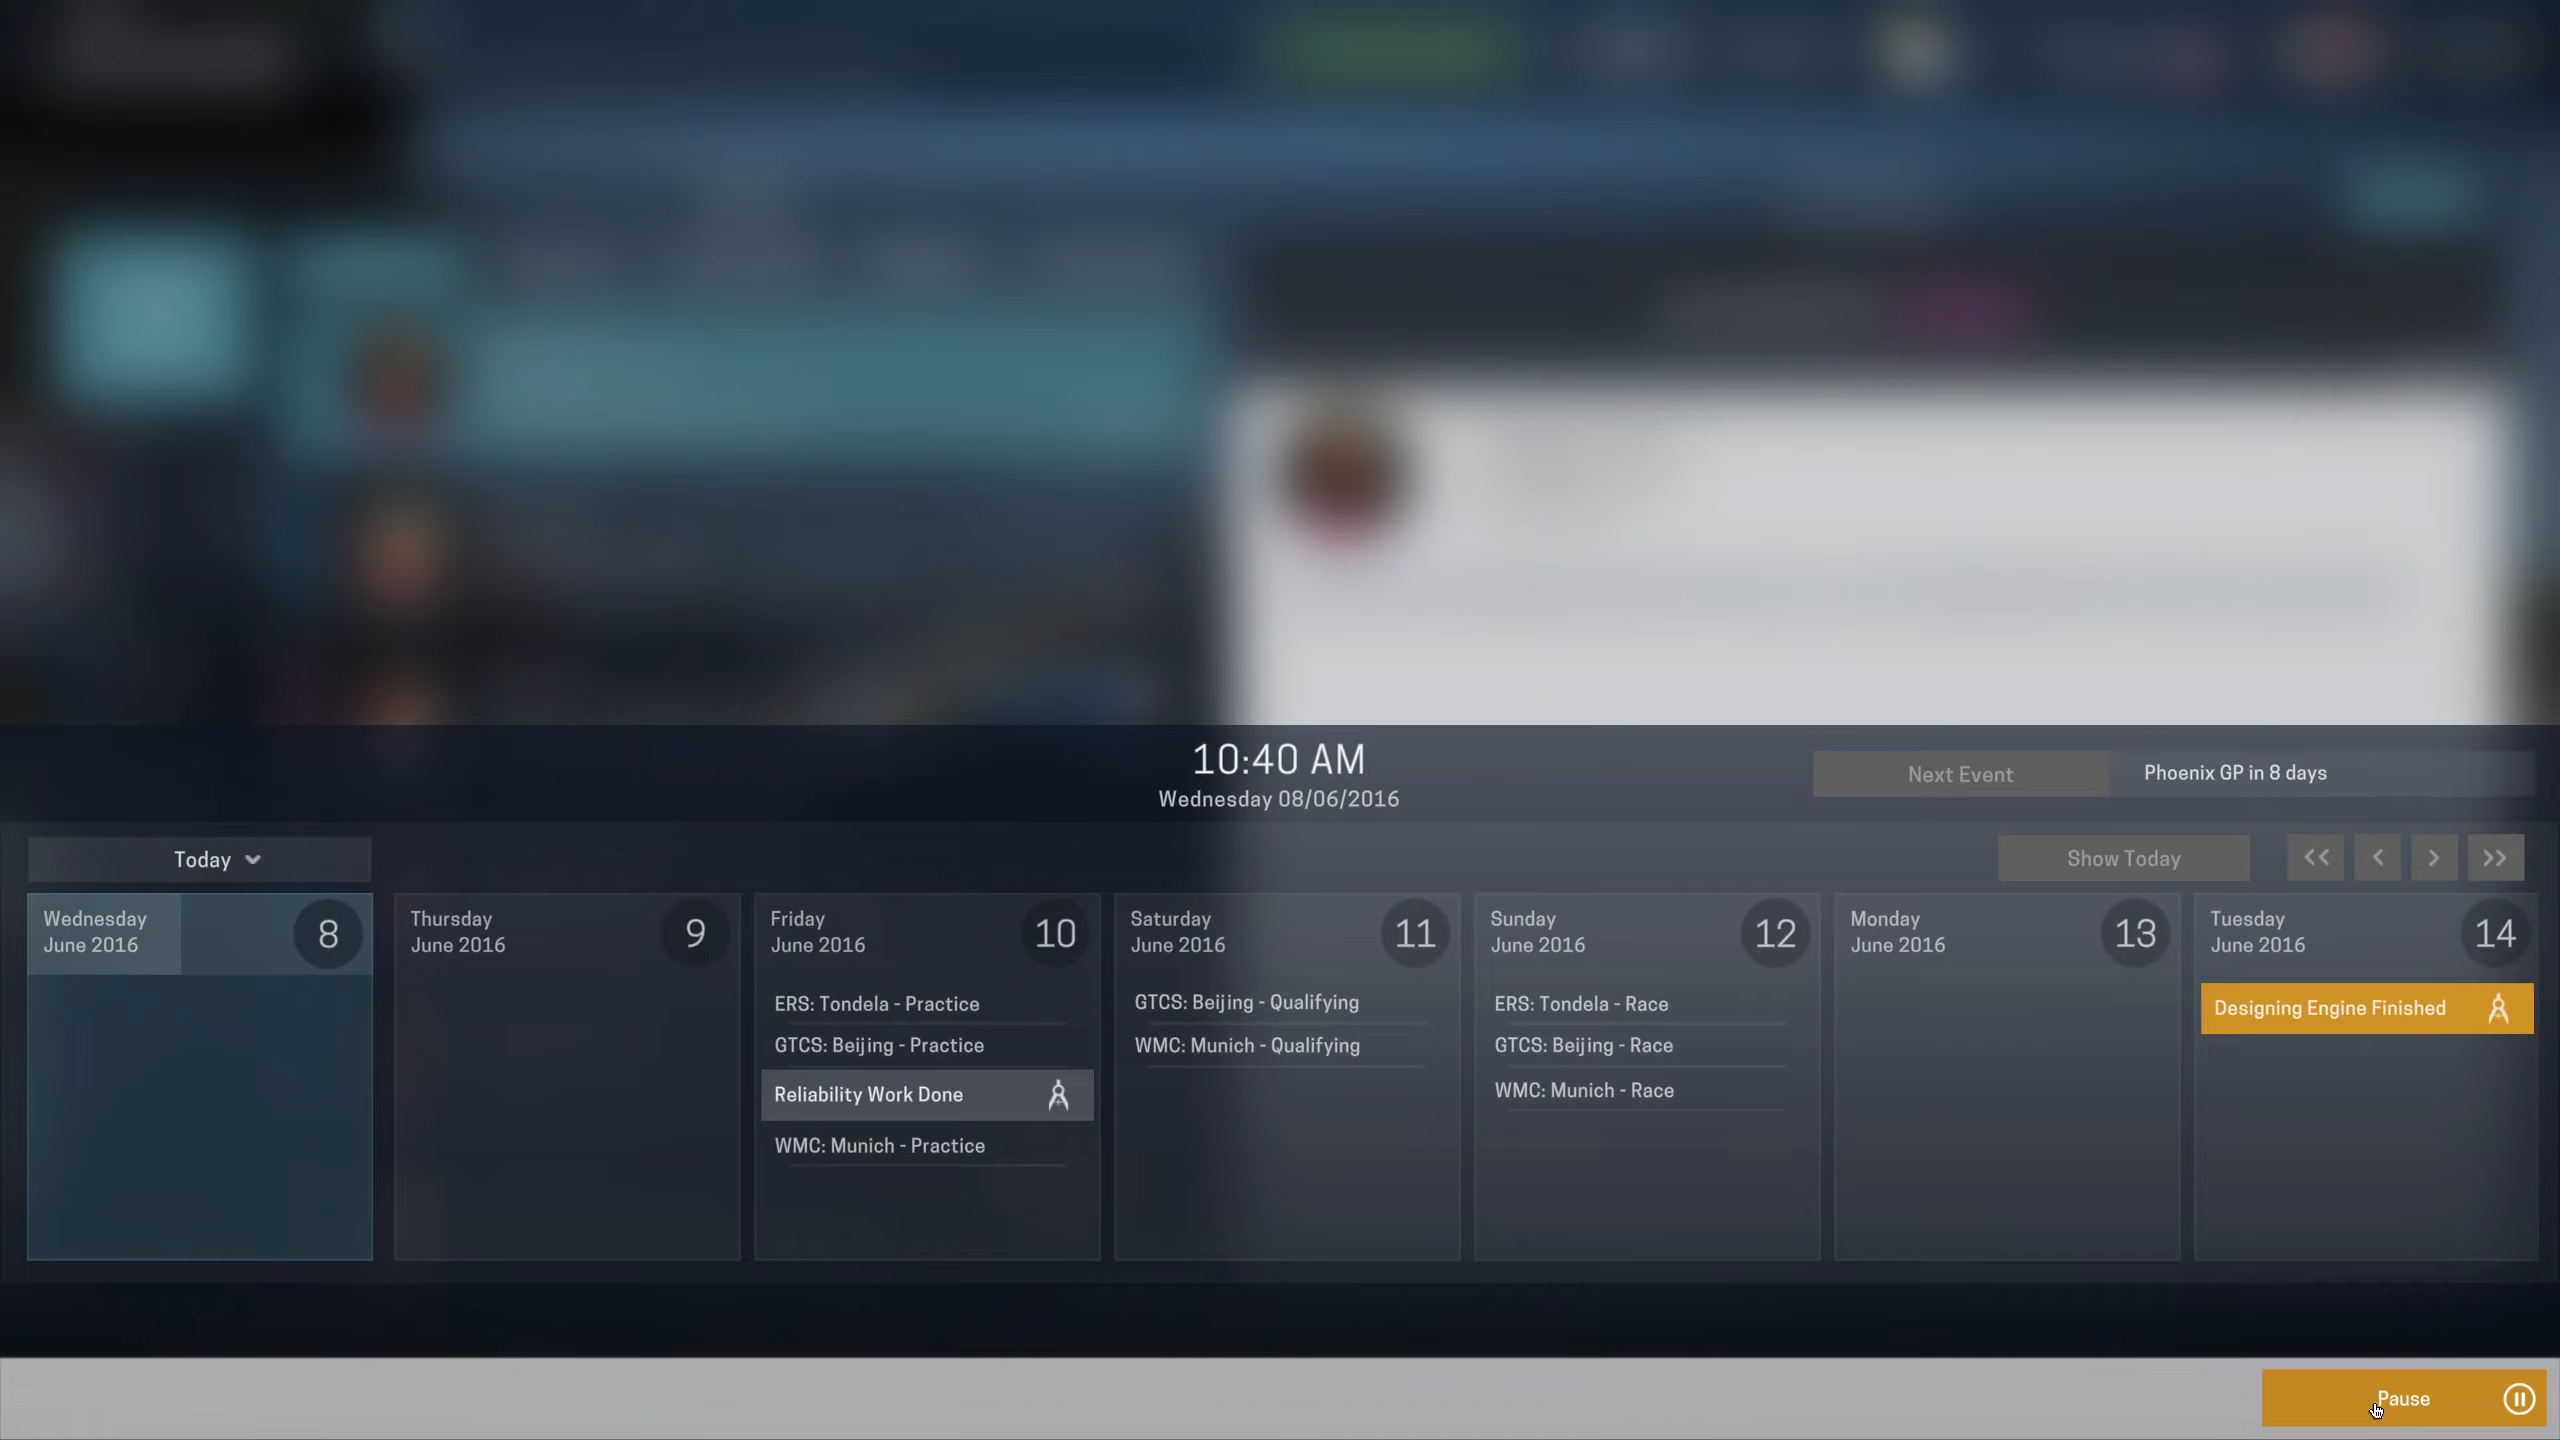 10:40 AM
Wednesday 08/06/2016
Next Event
Phoenix GP in 8 days
Today
Show Today
<< < > >>
Wednesday
June 2016
8
Thursday
June 2016
9
Friday
June 2016
10
ERS: Tondela - Practice
GTCS: Beijing - Practice
Reliability Work Done
WMC: Munich - Practice
Saturday
June 2016
11
GTCS: Beijing - Qualifying
WMC: Munich - Qualifying
Sunday
June 2016
12
ERS: Tondela - Race
GTCS: Beijing - Race
WMC: Munich - Race
Monday
June 2016
13
Tuesday
June 2016
14
Designing Engine Finished
Pause